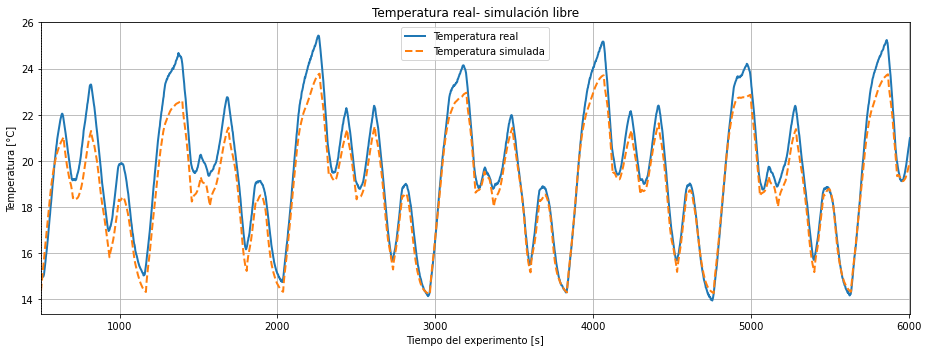 Temperatura real- simulación libre
Temperatura real
Temperatura simulada
26
24
22
20
18
16
14
Temperatura [°C]
1000
2000
3000
4000
5000
6000
Tiempo del experimento [s]